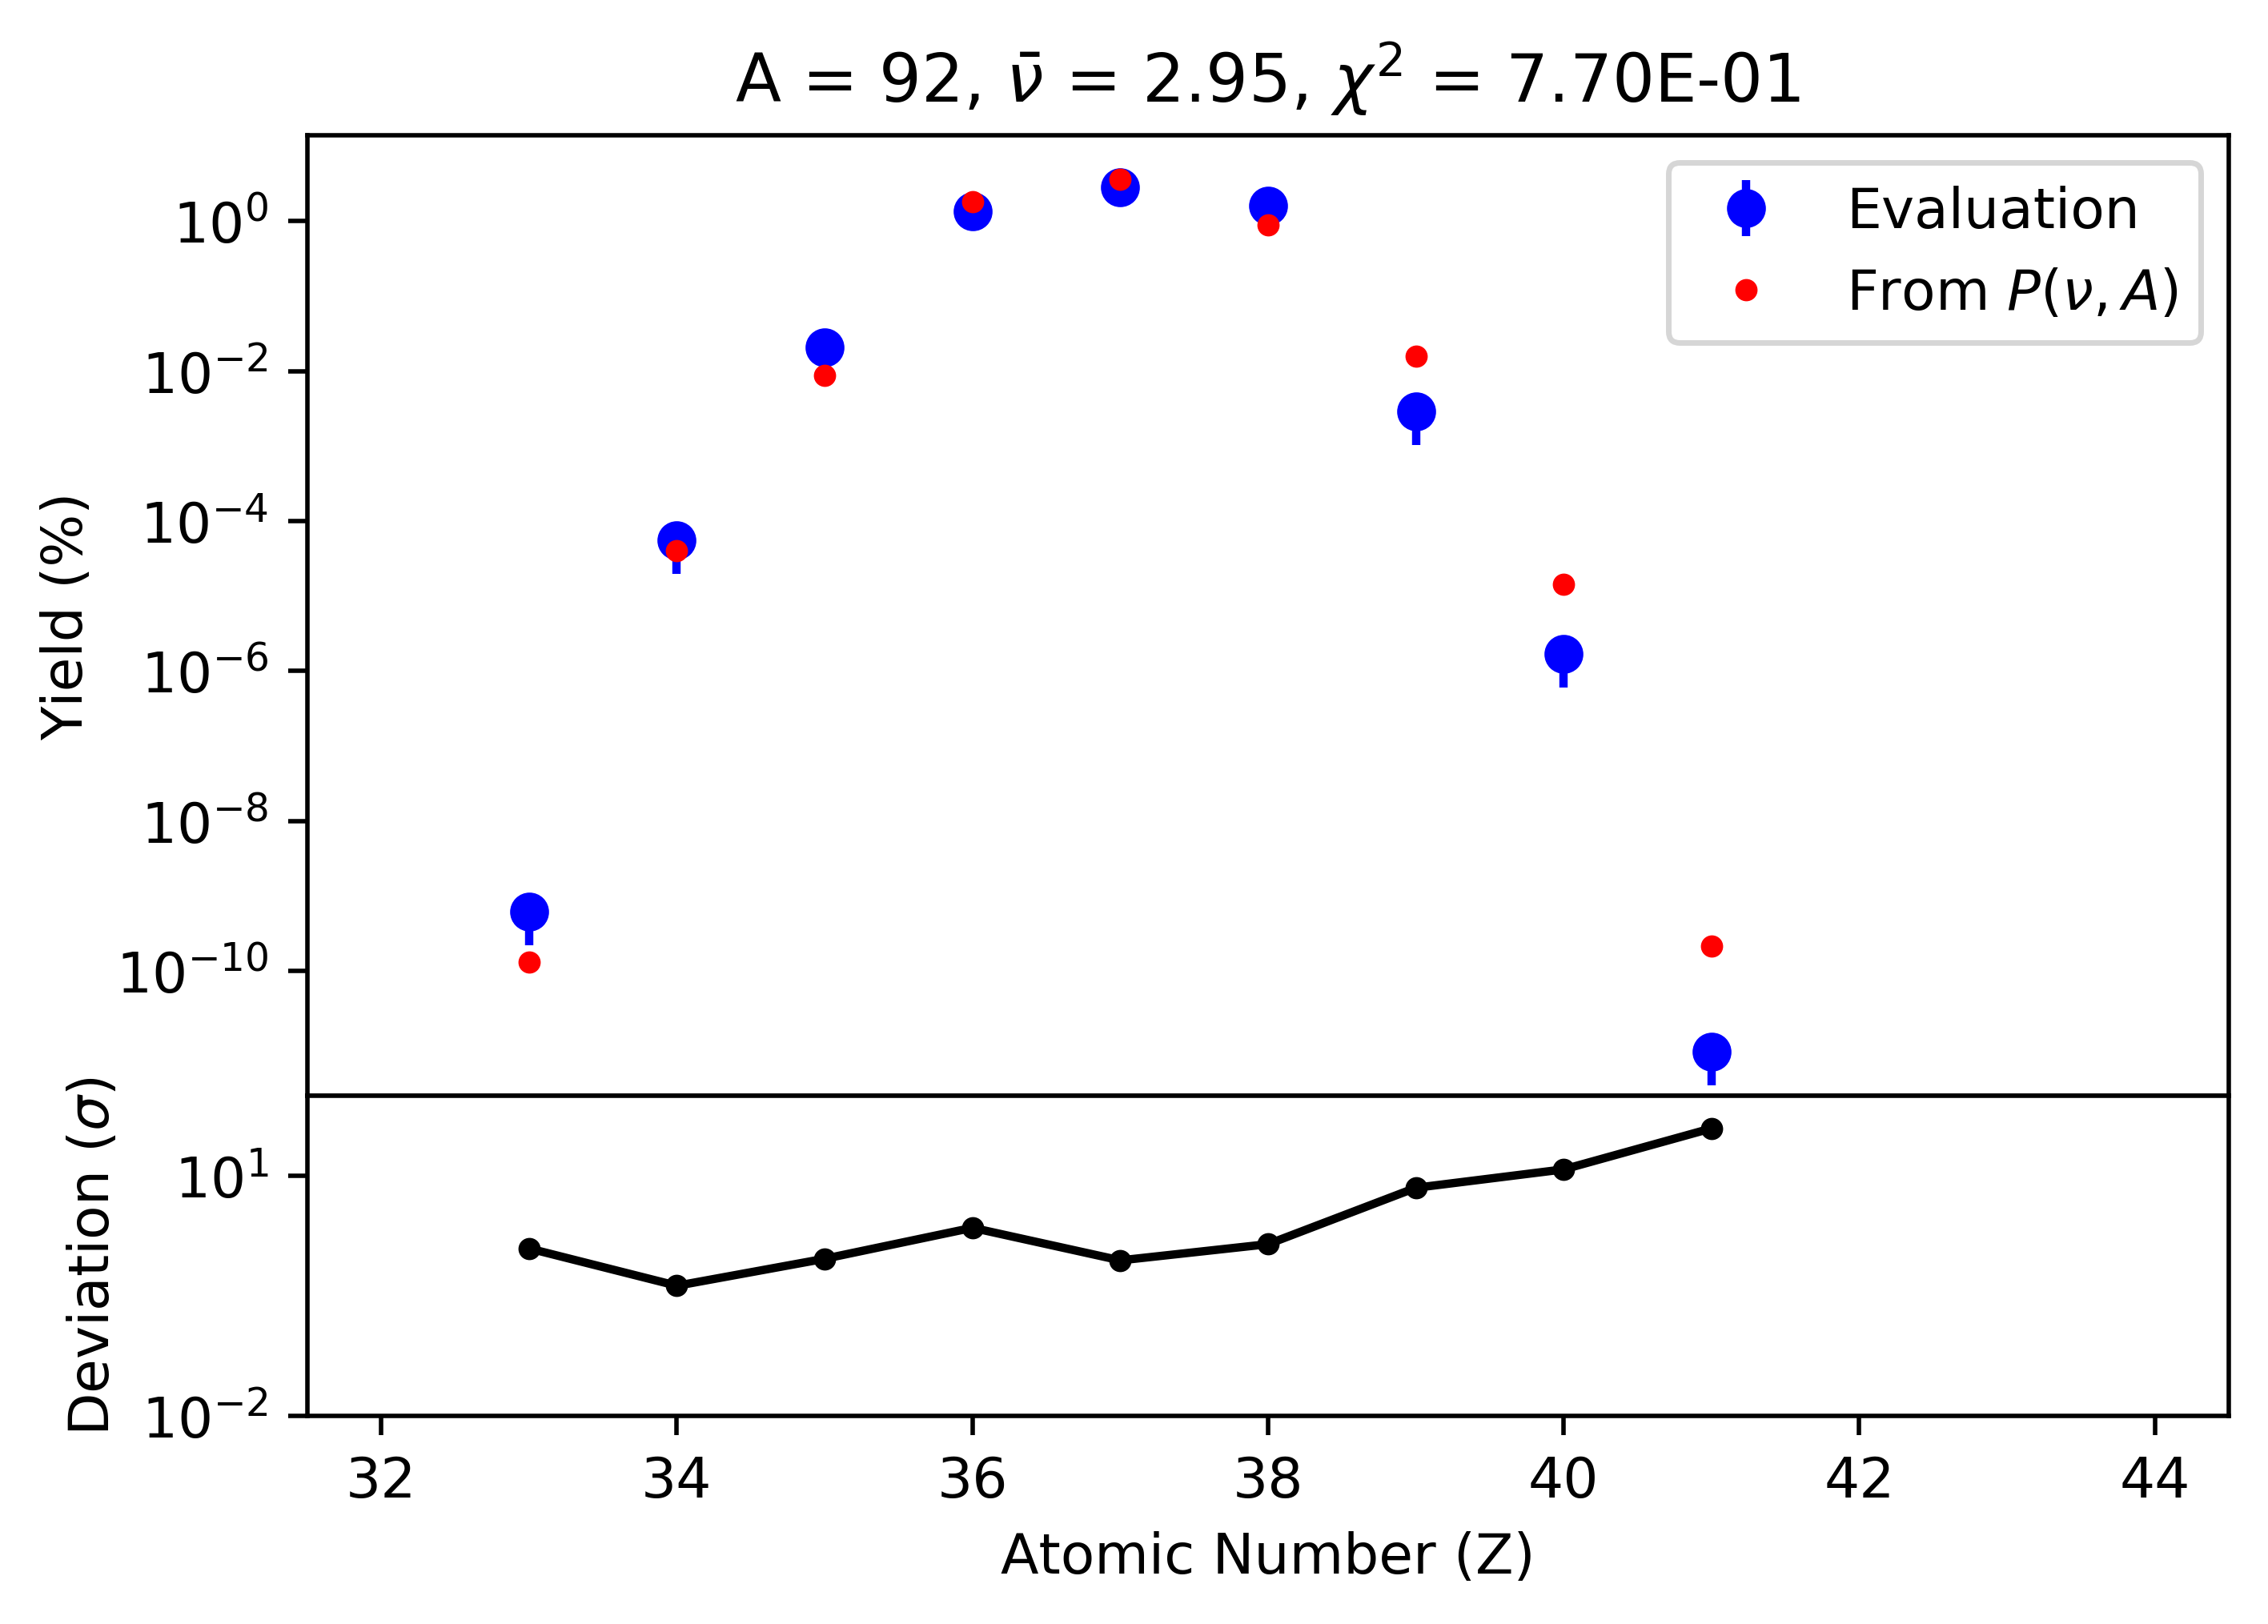 A = 92, ν̄ = 2.95, χ² = 7.70E-01
Evaluation
From P(ν, A)
Yield (%)
10⁰
10⁻²
10⁻⁴
10⁻⁶
10⁻⁸
10⁻¹⁰
Deviation (σ)
10¹
10⁻²
32 34 36 38 40 42 44
Atomic Number (Z)